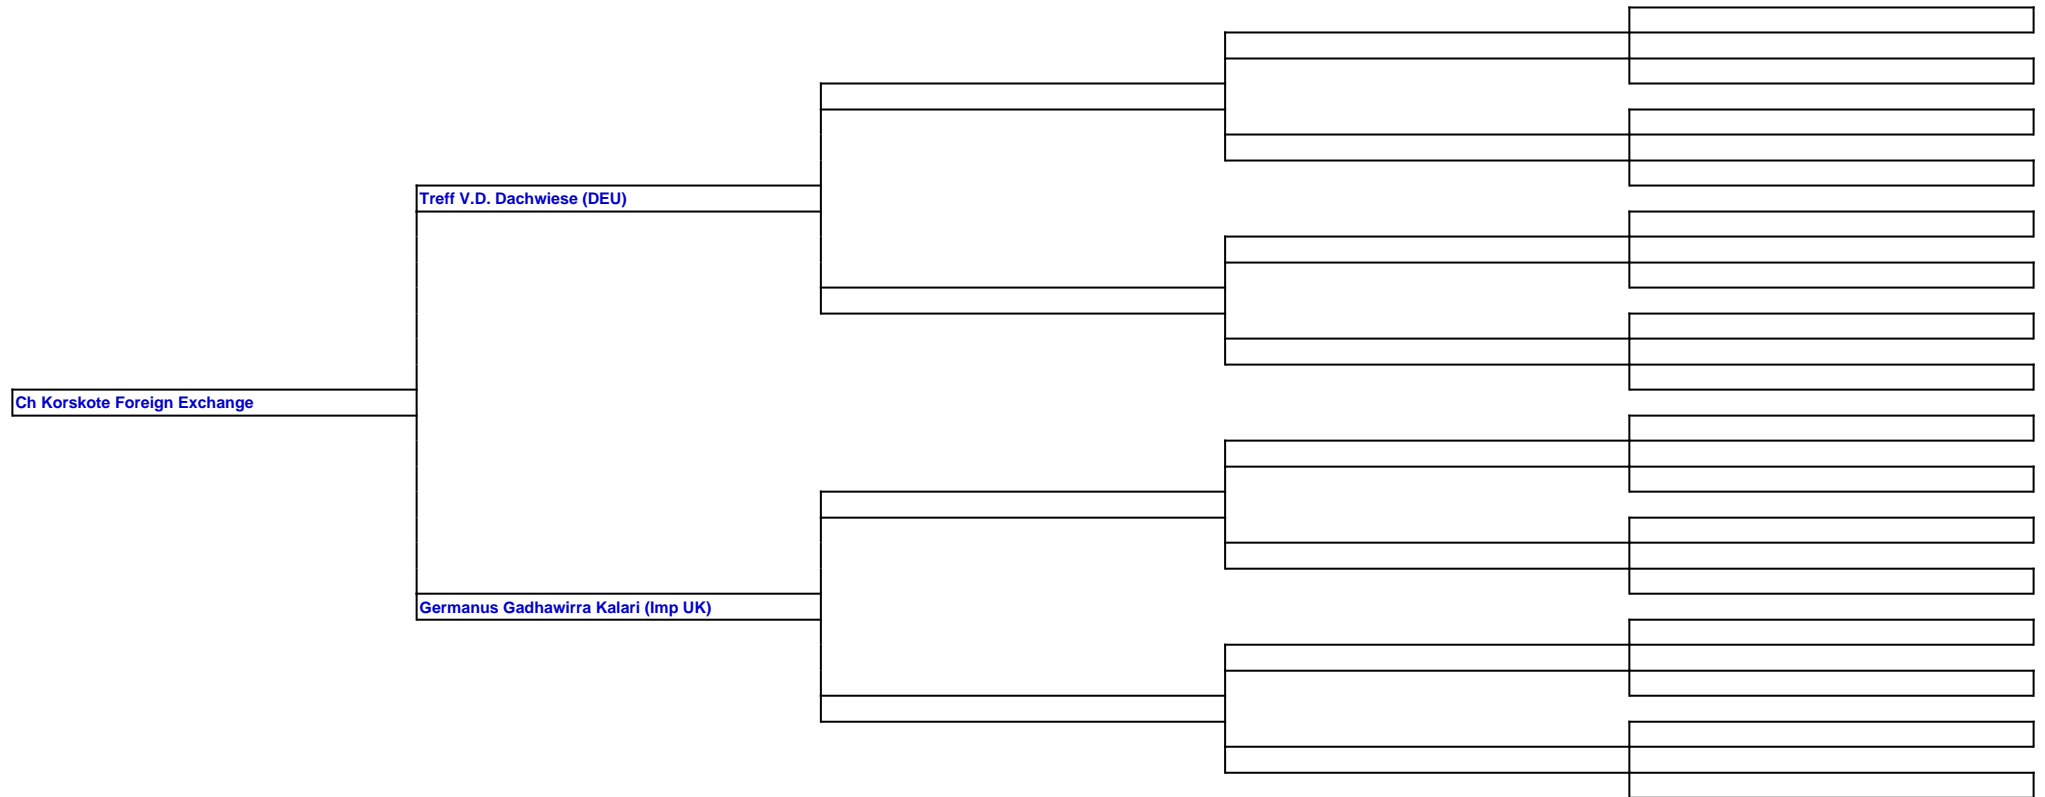 Treff V.D. Dachwiese (DEU)
Ch Korskote Foreign Exchange
Germanus Gadhawirra Kalari (Imp UK)